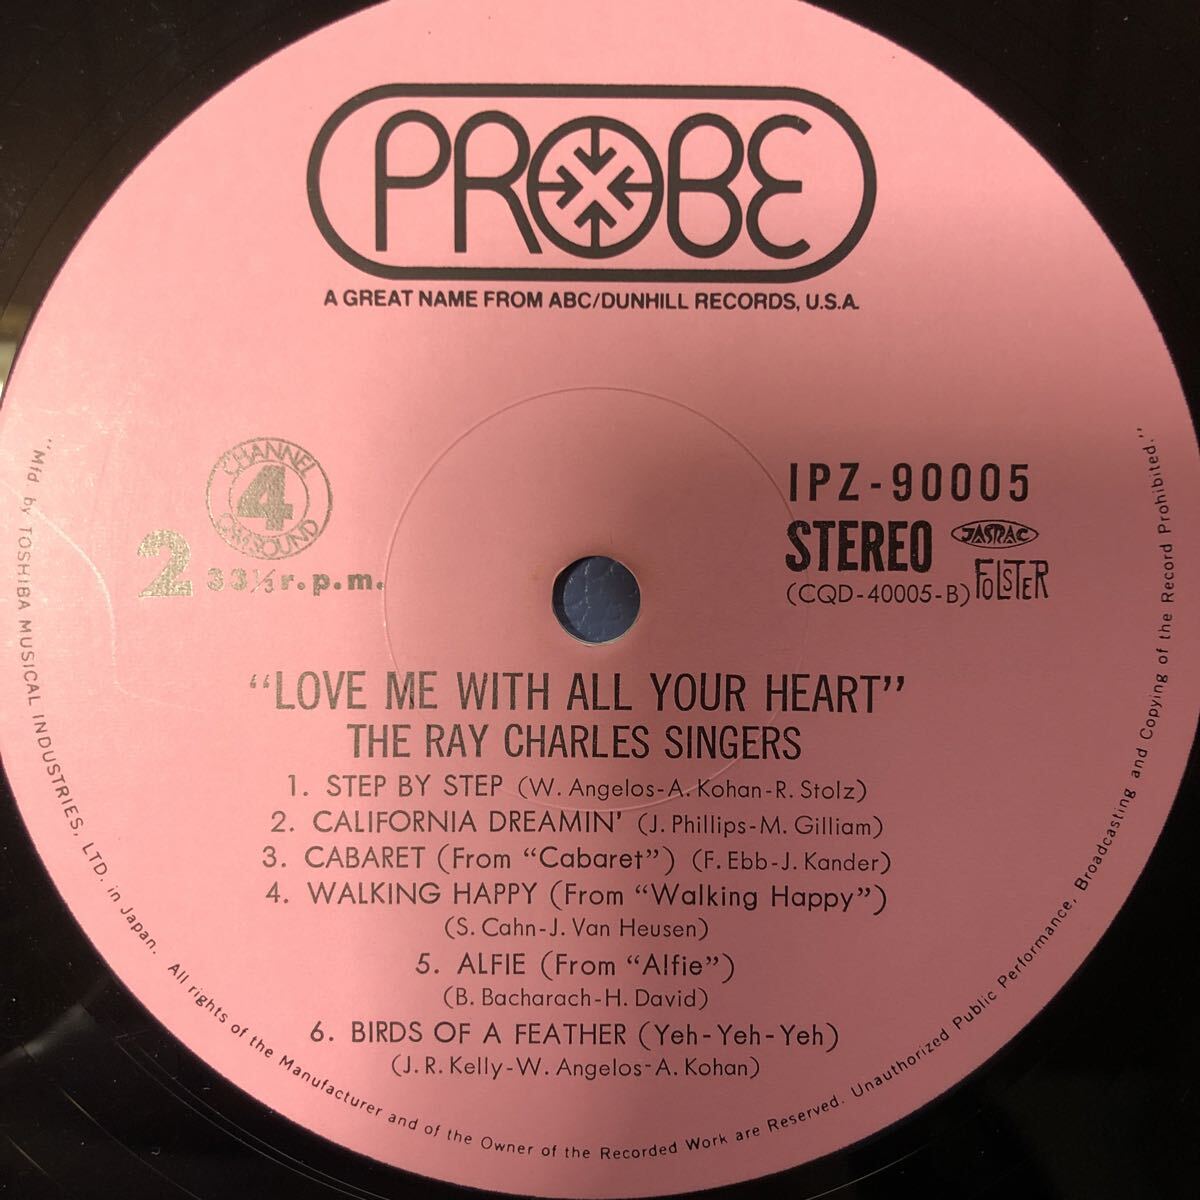 PROBE
A GREAT NAME FROM ABC/DUNHILL RECORDS, U.S.A.
CHANNEL
4
2
33⅓ r.p.m.
IPZ-90005
STEREO
JASRAC
(CQD-40005-B)
FOLSTER
“LOVE ME WITH ALL YOUR HEART”
THE RAY CHARLES SINGERS
1. STEP BY STEP (W. Angelos-A. Kohan-R. Stolz)
2. CALIFORNIA DREAMIN' (J. Phillips-M. Gilliam)
3. CABARET (From “Cabaret”) (F. Ebb-J. Kander)
4. WALKING HAPPY (From “Walking Happy”)
(S. Cahn-J. Van Heusen)
5. ALFIE (From “Alfie”)
(B. Bacharach-H. David)
6. BIRDS OF A FEATHER (Yeh-Yeh-Yeh)
(J. R. Kelly-W. Angelos-A. Kohan)
"Mfd. by TOSHIBA MUSICAL INDUSTRIES, LTD. in Japan. All rights of the Manufacturer and of the Owner of the Recorded Work are Reserved. Unauthorized Public Performance, Broadcasting and Copying of the Record Prohibited."